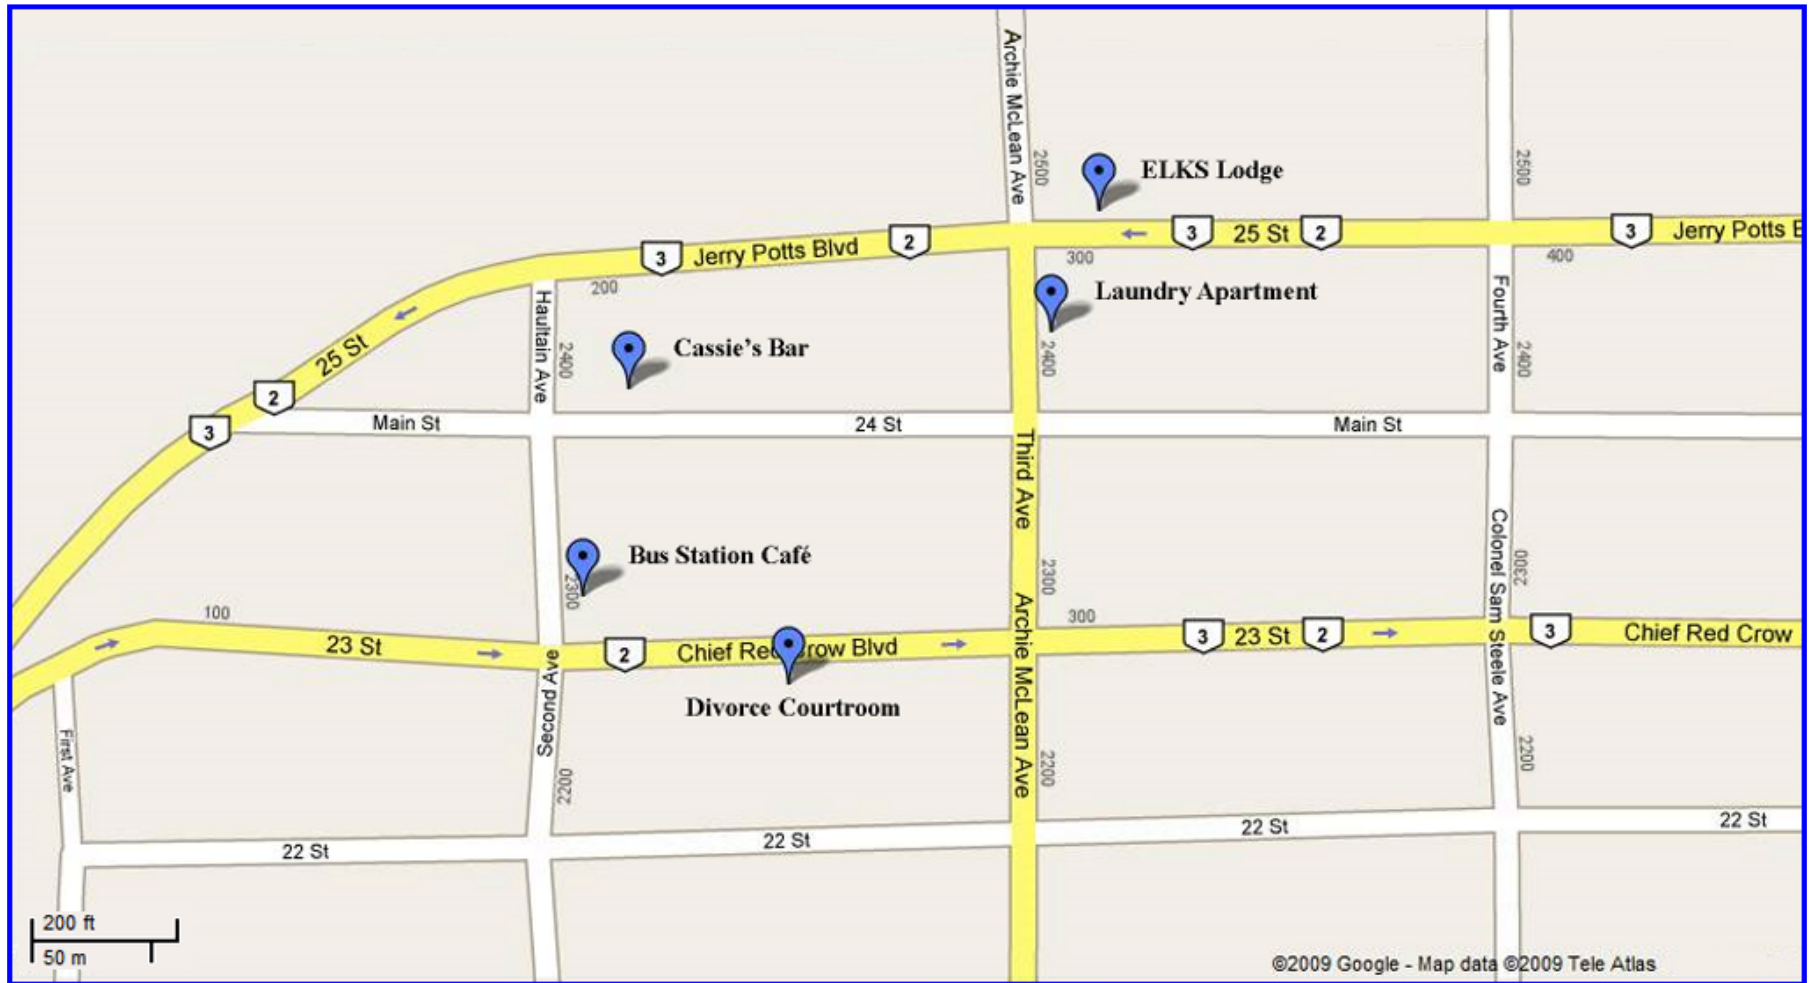 Archie McLean Ave
2500
ELKS Lodge
2500
3
Jerry Potts Blvd
2
3
25 St
2
3
Jerry Potts B
200
300
400
Laundry Apartment
Haultain Ave
2400
Cassie's Bar
2400
Fourth Ave
2400
25 St
2
3
Main St
24 St
Main St
Third Ave
Bus Station Café
2300
2300
Colonel Sam Steele Ave
2300
100
23 St
2
Chief Red Crow Blvd
300
3
23 St
2
3
Chief Red Crow
Archie McLean Ave
Second Ave
Divorce Courtroom
First Ave
2200
2200
2200
22 St
22 St
22 St
22 St
200 ft
50 m
©2009 Google - Map data ©2009 Tele Atlas